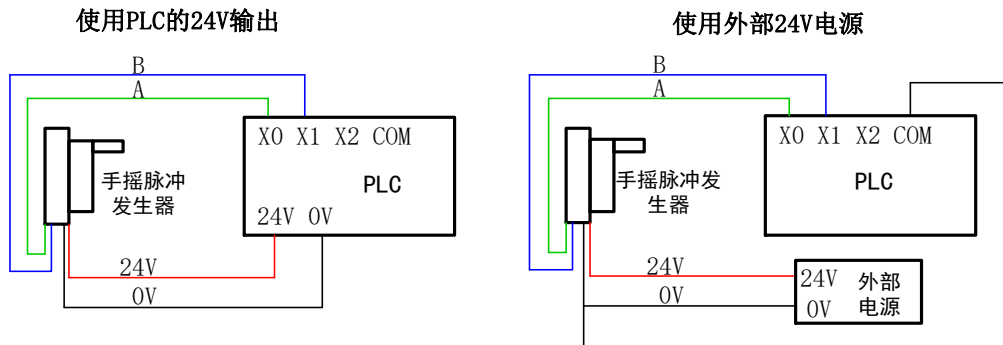 使用PLC的24V输出
B
A
X0 X1 X2 COM
PLC
手摇脉冲
发生器
24V 0V
24V
0V
使用外部24V电源
B
A
X0 X1 X2 COM
PLC
手摇脉冲发
生器
24V
0V
24V
0V
外部
电源